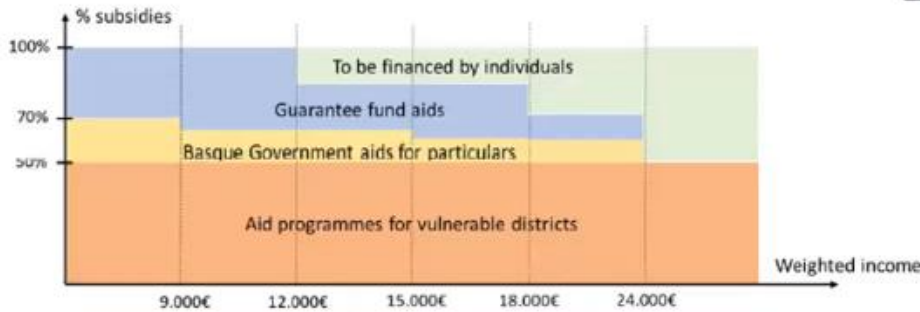 % subsidies
100%
To be financed by individuals
70%
Guarantee fund aids
Basque Government aids for particulars
50%
Aid programmes for vulnerable districts
Weighted income
9.000€ 12.000€ 15.000€ 18.000€ 24.000€